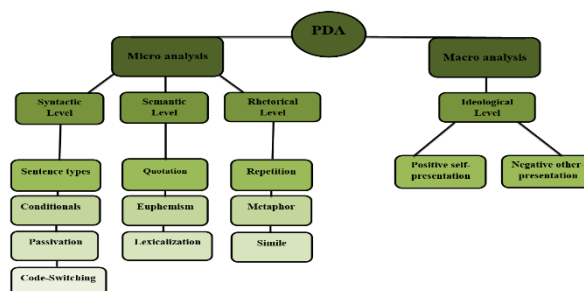 PDA
Micro analysis
Macro analysis
Syntactic
Level
Semantic
Level
Rhetorical
Level
Ideological
Level
Sentence types
Quotation
Repetition
Positive self-
presentation
Negative other-
presentation
Conditionals
Euphemism
Metaphor
Passivation
Lexicalization
Simile
Code-Switching